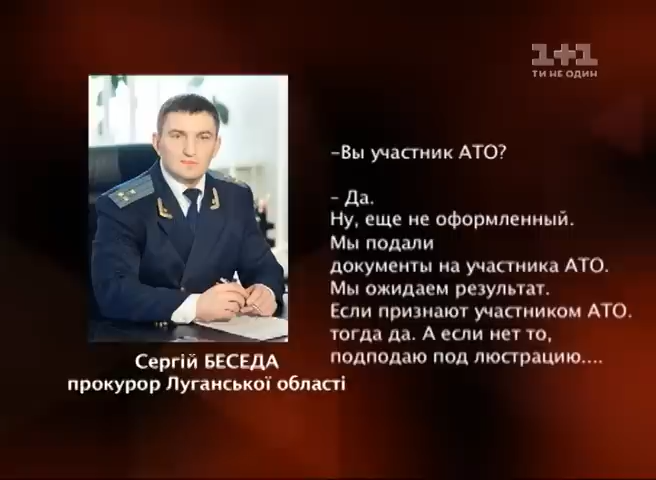 1+1
ТИ НЕ ОДИН
–Вы участник АТО?
– Да.
Ну, еще не оформленный.
Мы подали
документы на участника АТО.
Мы ожидаем результат.
Если признают участником АТО.
тогда да. А если нет то,
подподаю под люстрацию....
Сергій БЕСЕДА
прокурор Луганської області